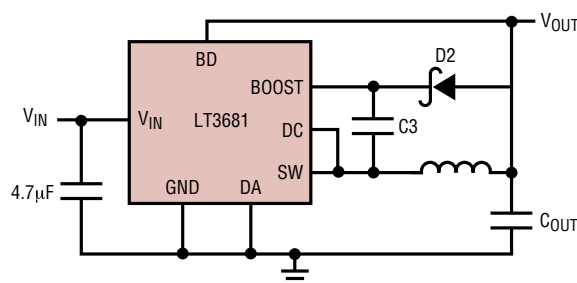 VOUT
BD
D2
BOOST
VIN
VIN
LT3681
DC
C3
SW
4.7µF
GND
DA
COUT